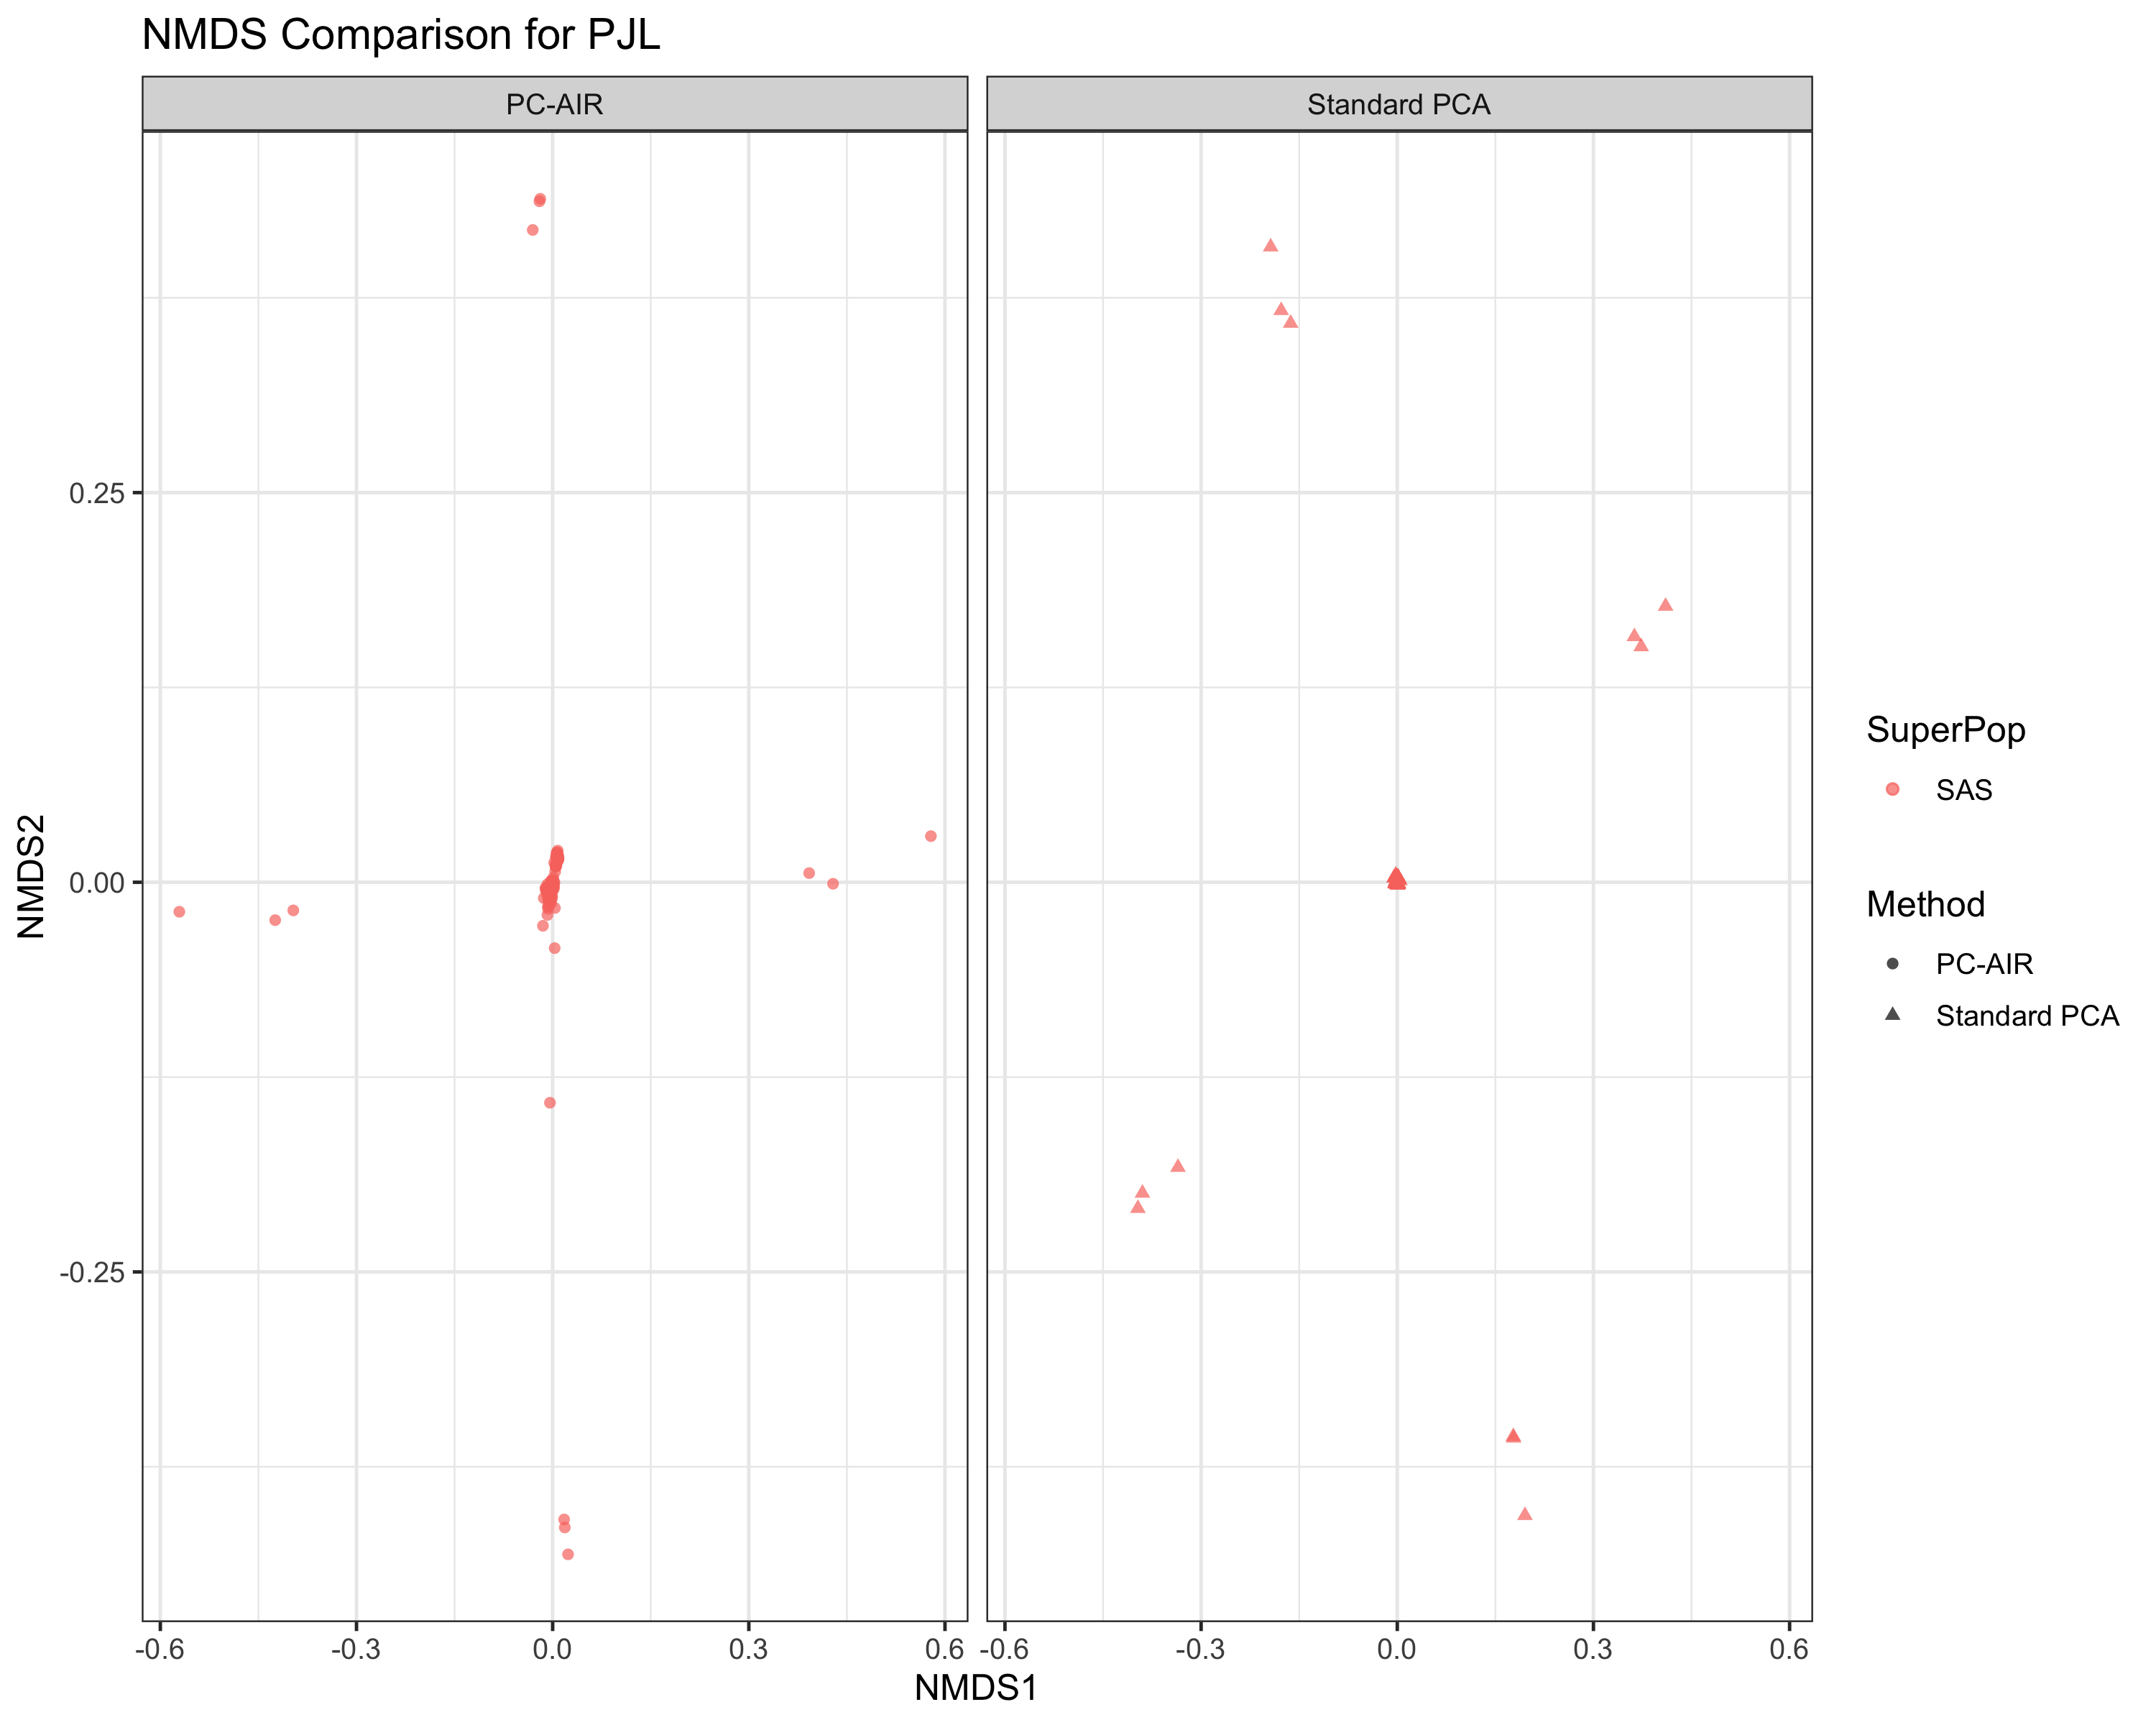 NMDS Comparison for PJL
PC-AIR
Standard PCA
0.25
0.00
-0.25
NMDS2
-0.6
-0.3
0.0
0.3
0.6
-0.6
-0.3
0.0
0.3
0.6
NMDS1
SuperPop
SAS
Method
PC-AIR
Standard PCA